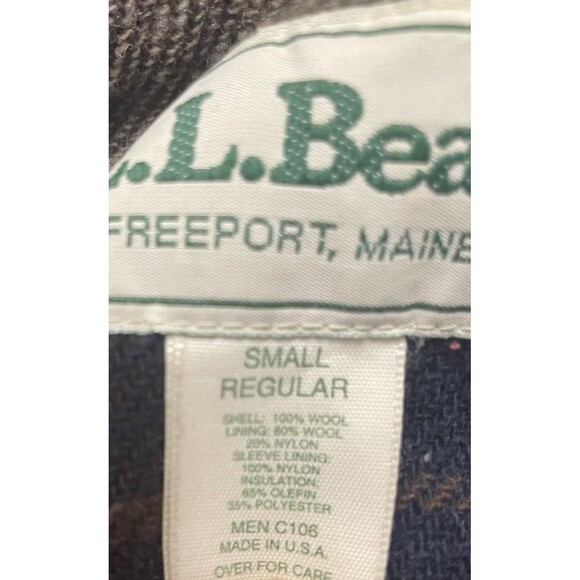 L.L.Bea
FREEPORT, MAINE
SMALL
REGULAR
SHELL: 100% WOOL
LINING: 80% WOOL
20% NYLON
SLEEVE LINING:
100% NYLON
INSULATION:
65% OLEFIN
35% POLYESTER
MEN C106
MADE IN U.S.A.
OVER FOR CARE